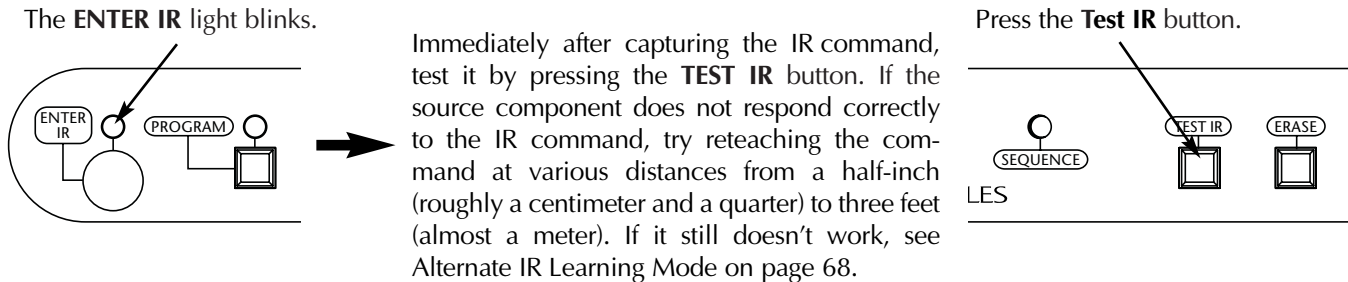 The ENTER IR light blinks.
ENTER
IR
PROGRAM
Immediately after capturing the IR command,
test it by pressing the TEST IR button. If the
source component does not respond correctly
to the IR command, try reteaching the com-
mand at various distances from a half-inch
(roughly a centimeter and a quarter) to three feet
(almost a meter). If it still doesn’t work, see
Alternate IR Learning Mode on page 68.
Press the Test IR button.
SEQUENCE
TEST IR
ERASE
LES